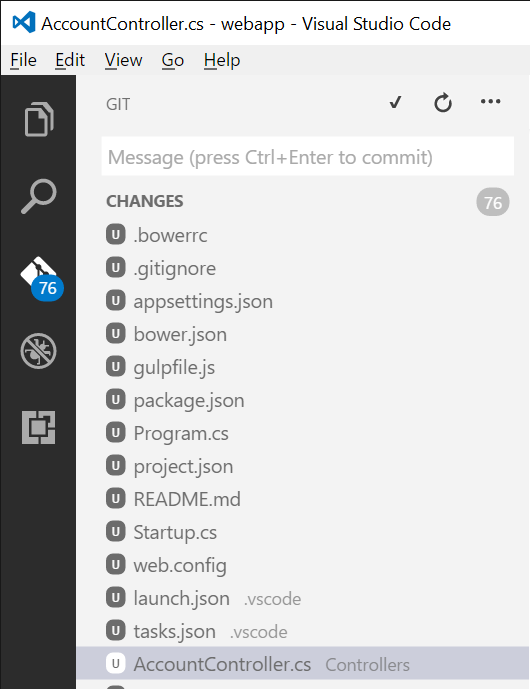 AccountController.cs - webapp - Visual Studio Code
File Edit View Go Help
GIT
Message (press Ctrl+Enter to commit)
CHANGES 76
U .bowerrc
U .gitignore
76
U appsettings.json
U bower.json
U gulpfile.js
U package.json
U Program.cs
U project.json
U README.md
U Startup.cs
U web.config
U launch.json .vscode
U tasks.json .vscode
U AccountController.cs Controllers